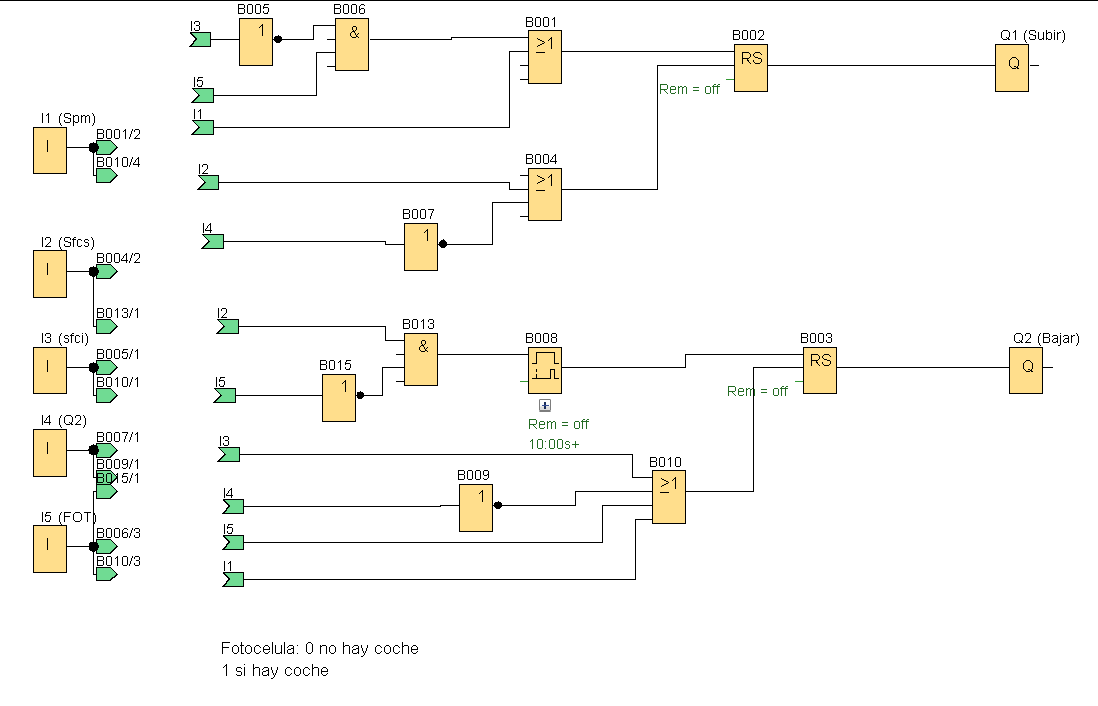 B005
B006
I3
1
&
B001
≥1
B002
RS
Q1 (Subir)
Q
I5
Rem = off
I1
I1 (Spm)
I
B001/2
B010/4
B004
≥1
I2
B007
1
I4
I2 (Sfcs)
I
B004/2
B013/1
I2
B013
&
B008
B003
RS
Q2 (Bajar)
Q
I3 (sfci)
I
B005/1
B010/1
B015
1
I5
Rem = off
Rem = off
10:00s+
I4 (Q2)
I
B007/1
B009/1
B015/1
I3
B010
≥1
B009
1
I4
I5 (FOT)
I
B006/3
B010/3
I5
I1
Fotocelula: 0 no hay coche
1 si hay coche